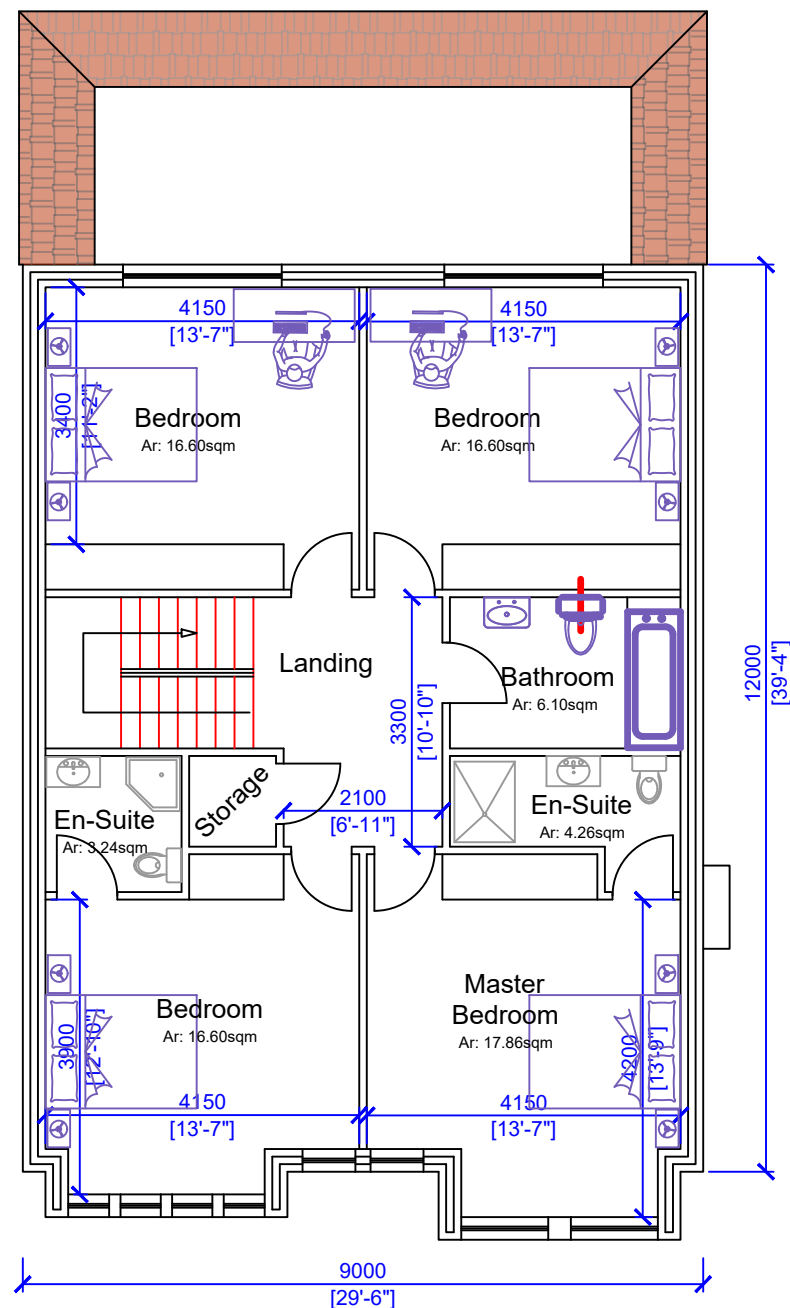 4150
[13'-7"]
4150
[13'-7"]
3400
[11'-2"]
Bedroom
Ar: 16.60sqm
Bedroom
Ar: 16.60sqm
Landing
Bathroom
Ar: 6.10sqm
12000
[39'-4"]
3300
[10'-10"]
Storage
2100
[6'-11"]
En-Suite
Ar: 3.24sqm
En-Suite
Ar: 4.26sqm
Bedroom
Ar: 16.60sqm
Master
Bedroom
Ar: 17.86sqm
3900
[12'-10"]
4200
[13'-9"]
4150
[13'-7"]
4150
[13'-7"]
9000
[29'-6"]